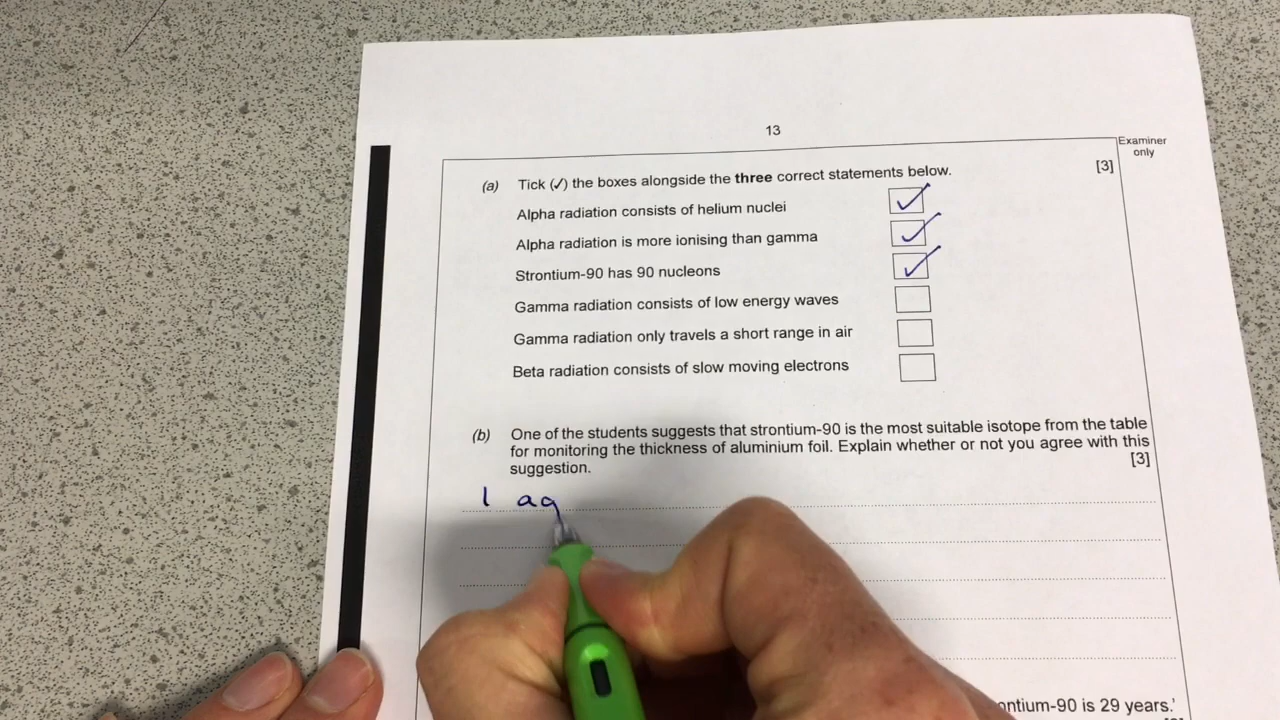 13
Examiner
only
(a) Tick (✓) the boxes alongside the three correct statements below. [3]
Alpha radiation consists of helium nuclei ✓
Alpha radiation is more ionising than gamma ✓
Strontium-90 has 90 nucleons ✓
Gamma radiation consists of low energy waves
Gamma radiation only travels a short range in air
Beta radiation consists of slow moving electrons
(b) One of the students suggests that strontium-90 is the most suitable isotope from the table
for monitoring the thickness of aluminium foil. Explain whether or not you agree with this
suggestion. [3]
I ag
ontium-90 is 29 years.'